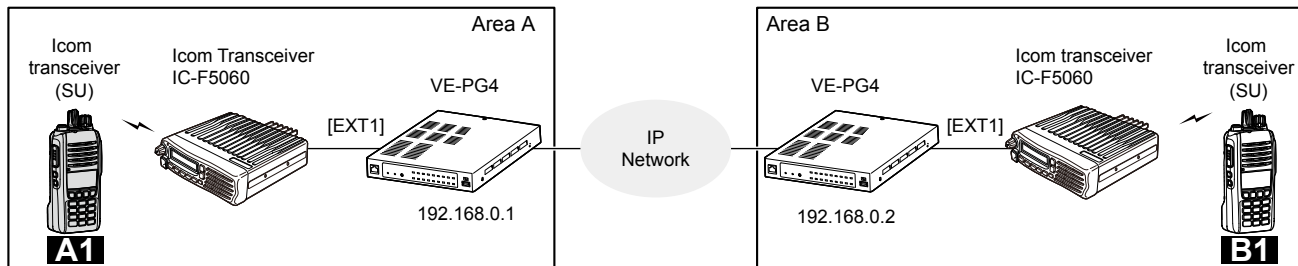 Area A
Icom
transceiver
(SU)
Icom Transceiver
IC-F5060
VE-PG4
[EXT1]
192.168.0.1
A1
IP
Network
Area B
VE-PG4
[EXT1]
192.168.0.2
Icom transceiver
IC-F5060
Icom
transceiver
(SU)
B1